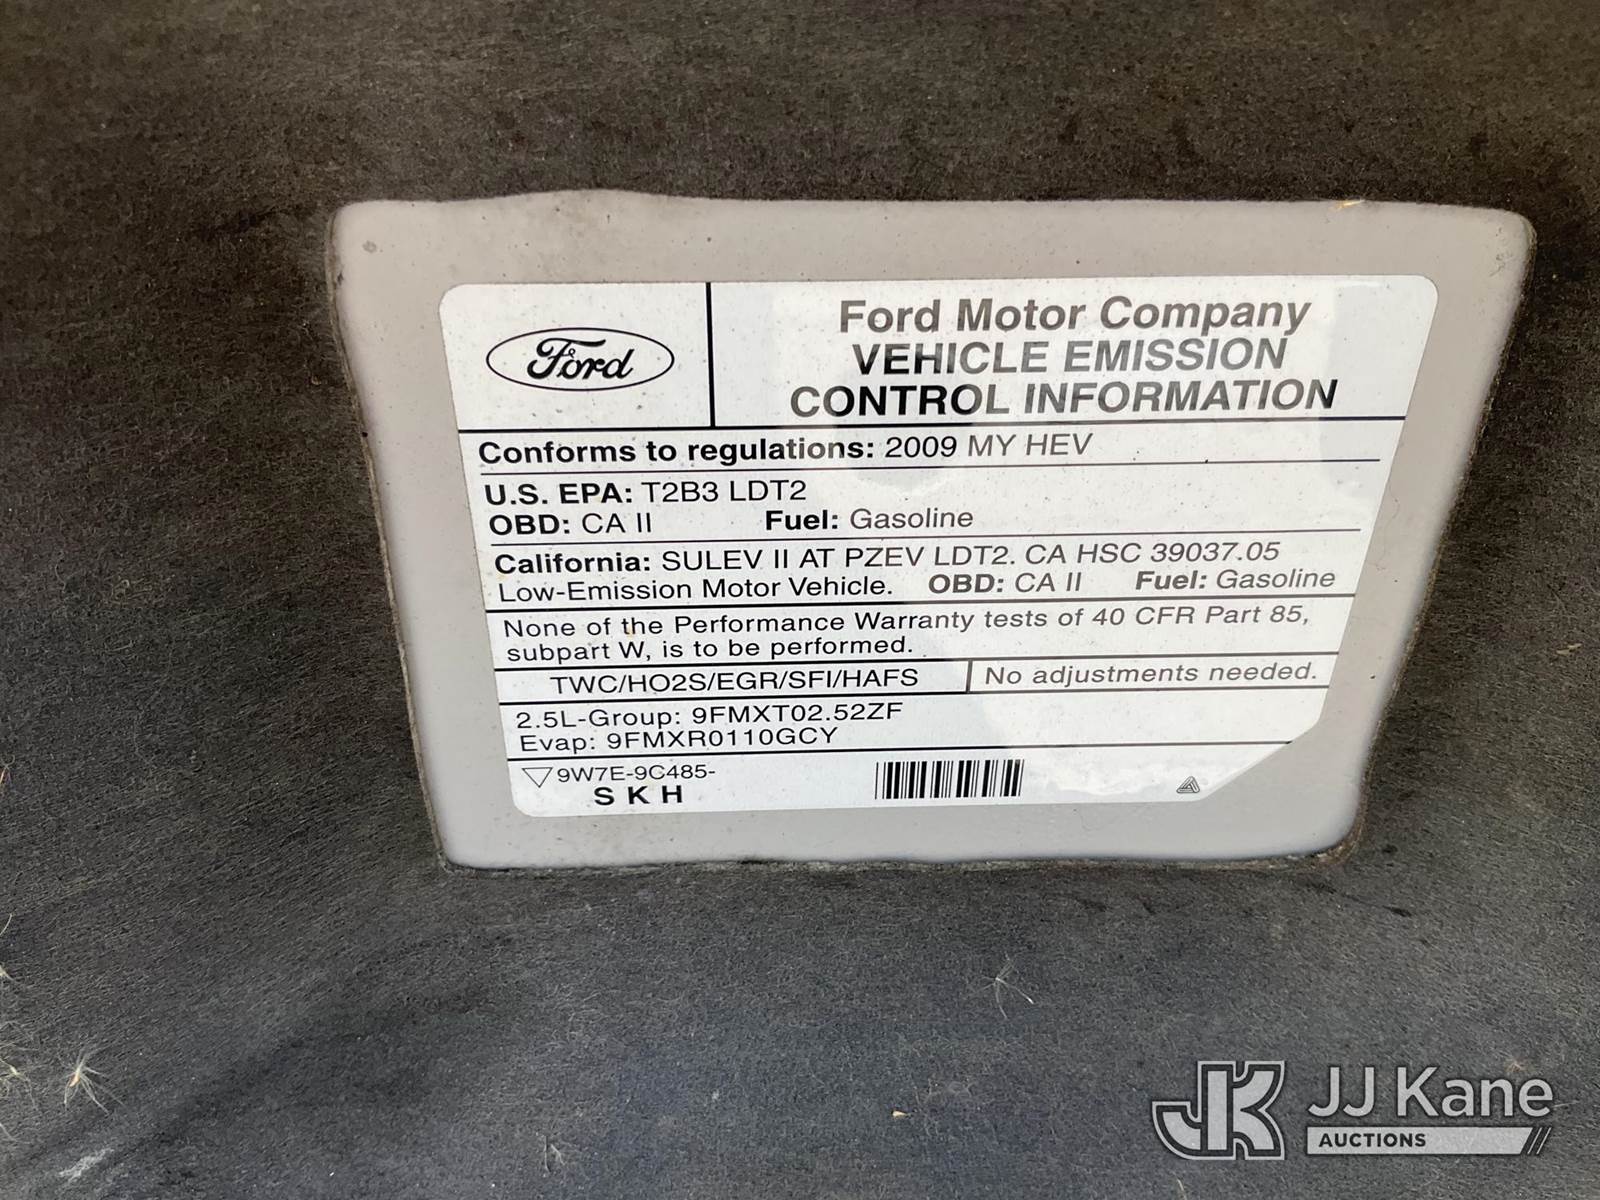 Ford
Ford Motor Company
VEHICLE EMISSION
CONTROL INFORMATION
Conforms to regulations: 2009 MY HEV
U.S. EPA: T2B3 LDT2
OBD: CA II Fuel: Gasoline
California: SULEV II AT PZEV LDT2. CA HSC 39037.05
Low-Emission Motor Vehicle. OBD: CA II Fuel: Gasoline
None of the Performance Warranty tests of 40 CFR Part 85,
subpart W, is to be performed.
TWC/HO2S/EGR/SFI/HAFS No adjustments needed.
2.5L-Group: 9FMXT02.52ZF
Evap: 9FMXR0110GCY
9W7E-9C485-
S K H
JK JJ Kane
AUCTIONS